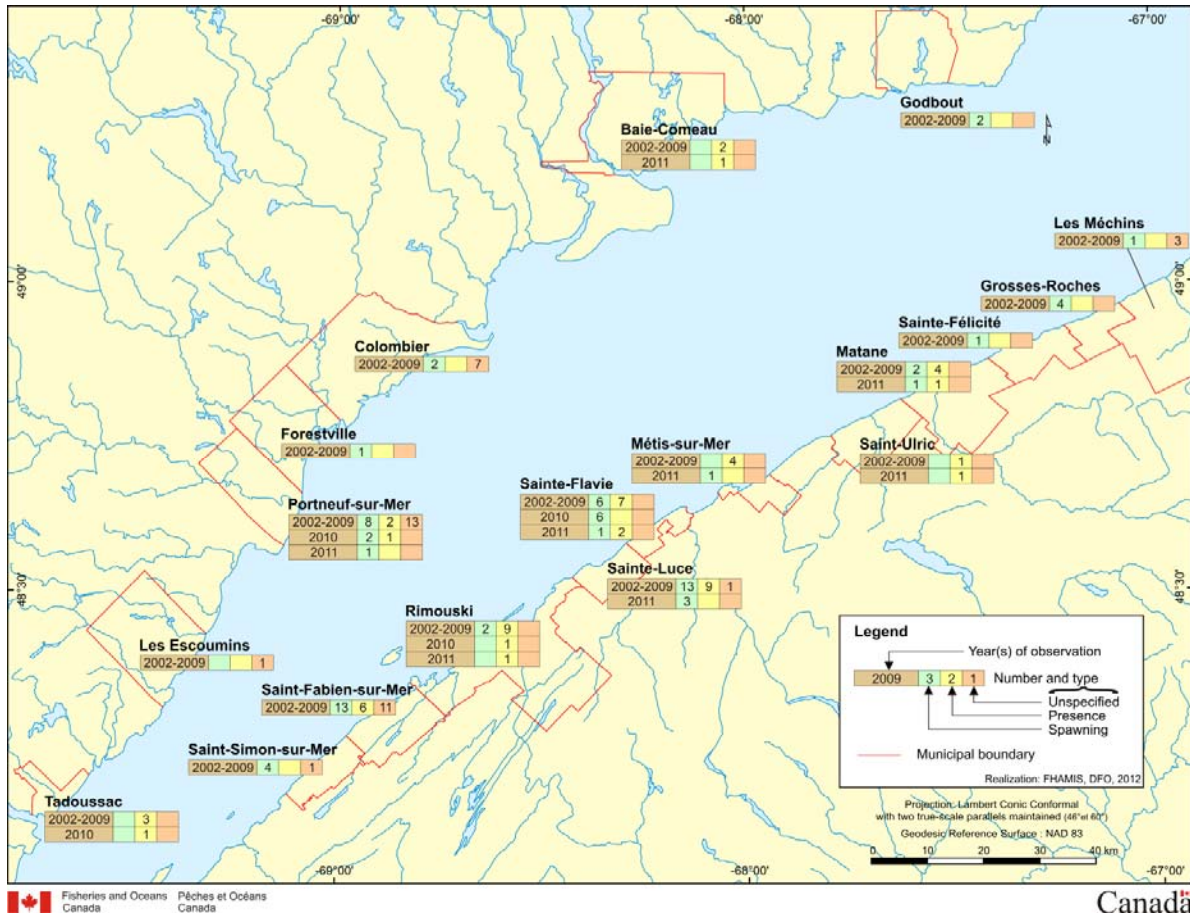 -69°00' -68°00' -67°00'
Godbout
2002-2009 2
N
Baie-Comeau
2002-2009 2
2011 1
Les Méchins
2002-2009 1 3
49°00' 49°00'
Grosses-Roches
2002-2009 4
Sainte-Félicité
2002-2009 1
Colombier
2002-2009 2 7
Matane
2002-2009 2 4
2011 1 1
Forestville
2002-2009 1
Métis-sur-Mer
2002-2009 4
2011 1
Saint-Ulric
2002-2009 1
2011 1
Sainte-Flavie
2002-2009 6 7
2010 6
2011 1 2
Portneuf-sur-Mer
2002-2009 8 2 13
2010 2 1
2011 1
48°30' 48°30'
Sainte-Luce
2002-2009 13 9 1
2011 3
Rimouski
2002-2009 2 9
2010 1
2011 1
Les Escoumins
2002-2009 1
Saint-Fabien-sur-Mer
2002-2009 13 6 11
Saint-Simon-sur-Mer
2002-2009 4 1
Tadoussac
2002-2009 3
2010 1
Legend
Year(s) of observation
2009 3 2 1 Number and type
Unspecified
Presence
Spawning
Municipal boundary
Realization: FHAMIS, DFO, 2012
Projection: Lambert Conic Conformal
with two true-scale parallels maintained (46°et 60°)
Geodesic Reference Surface : NAD 83
0 10 20 30 40 km
-69°00' -68°00' -67°00'
Fisheries and Oceans Pêches et Océans
Canada Canada
Canada